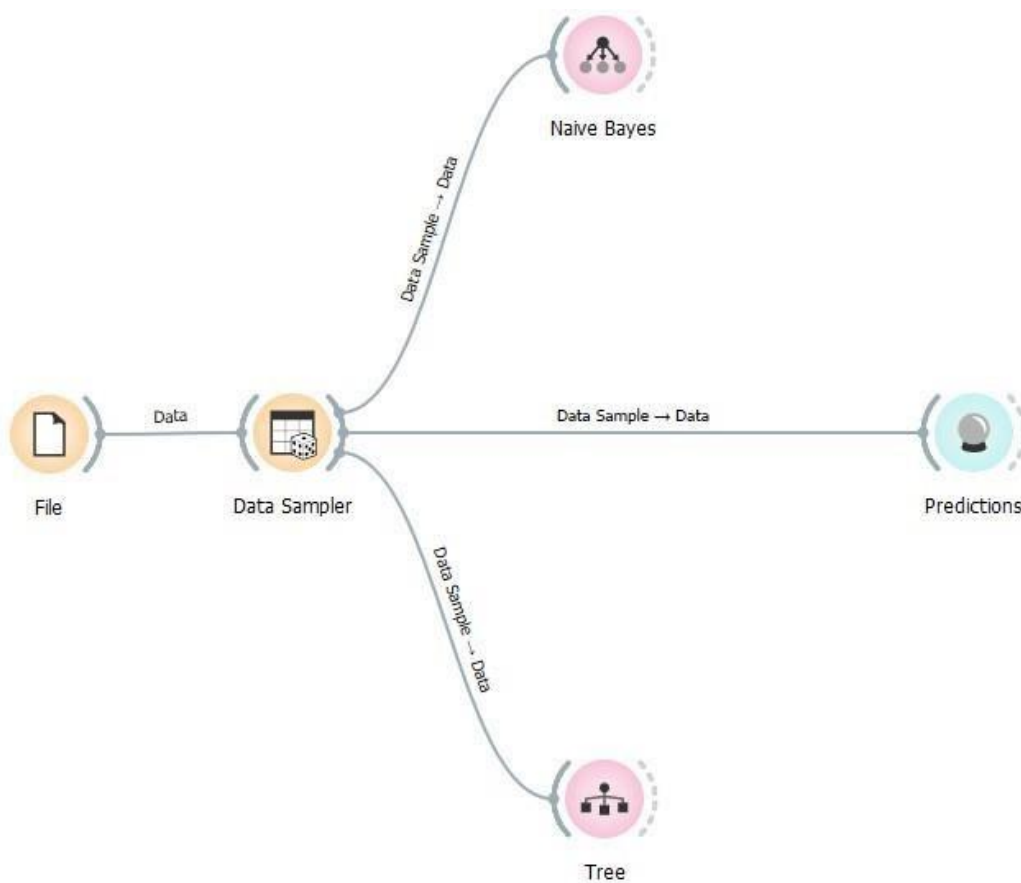 Naive Bayes
Data Sample → Data
Data
Data Sample → Data
File
Data Sampler
Predictions
Data Sample → Data
Tree